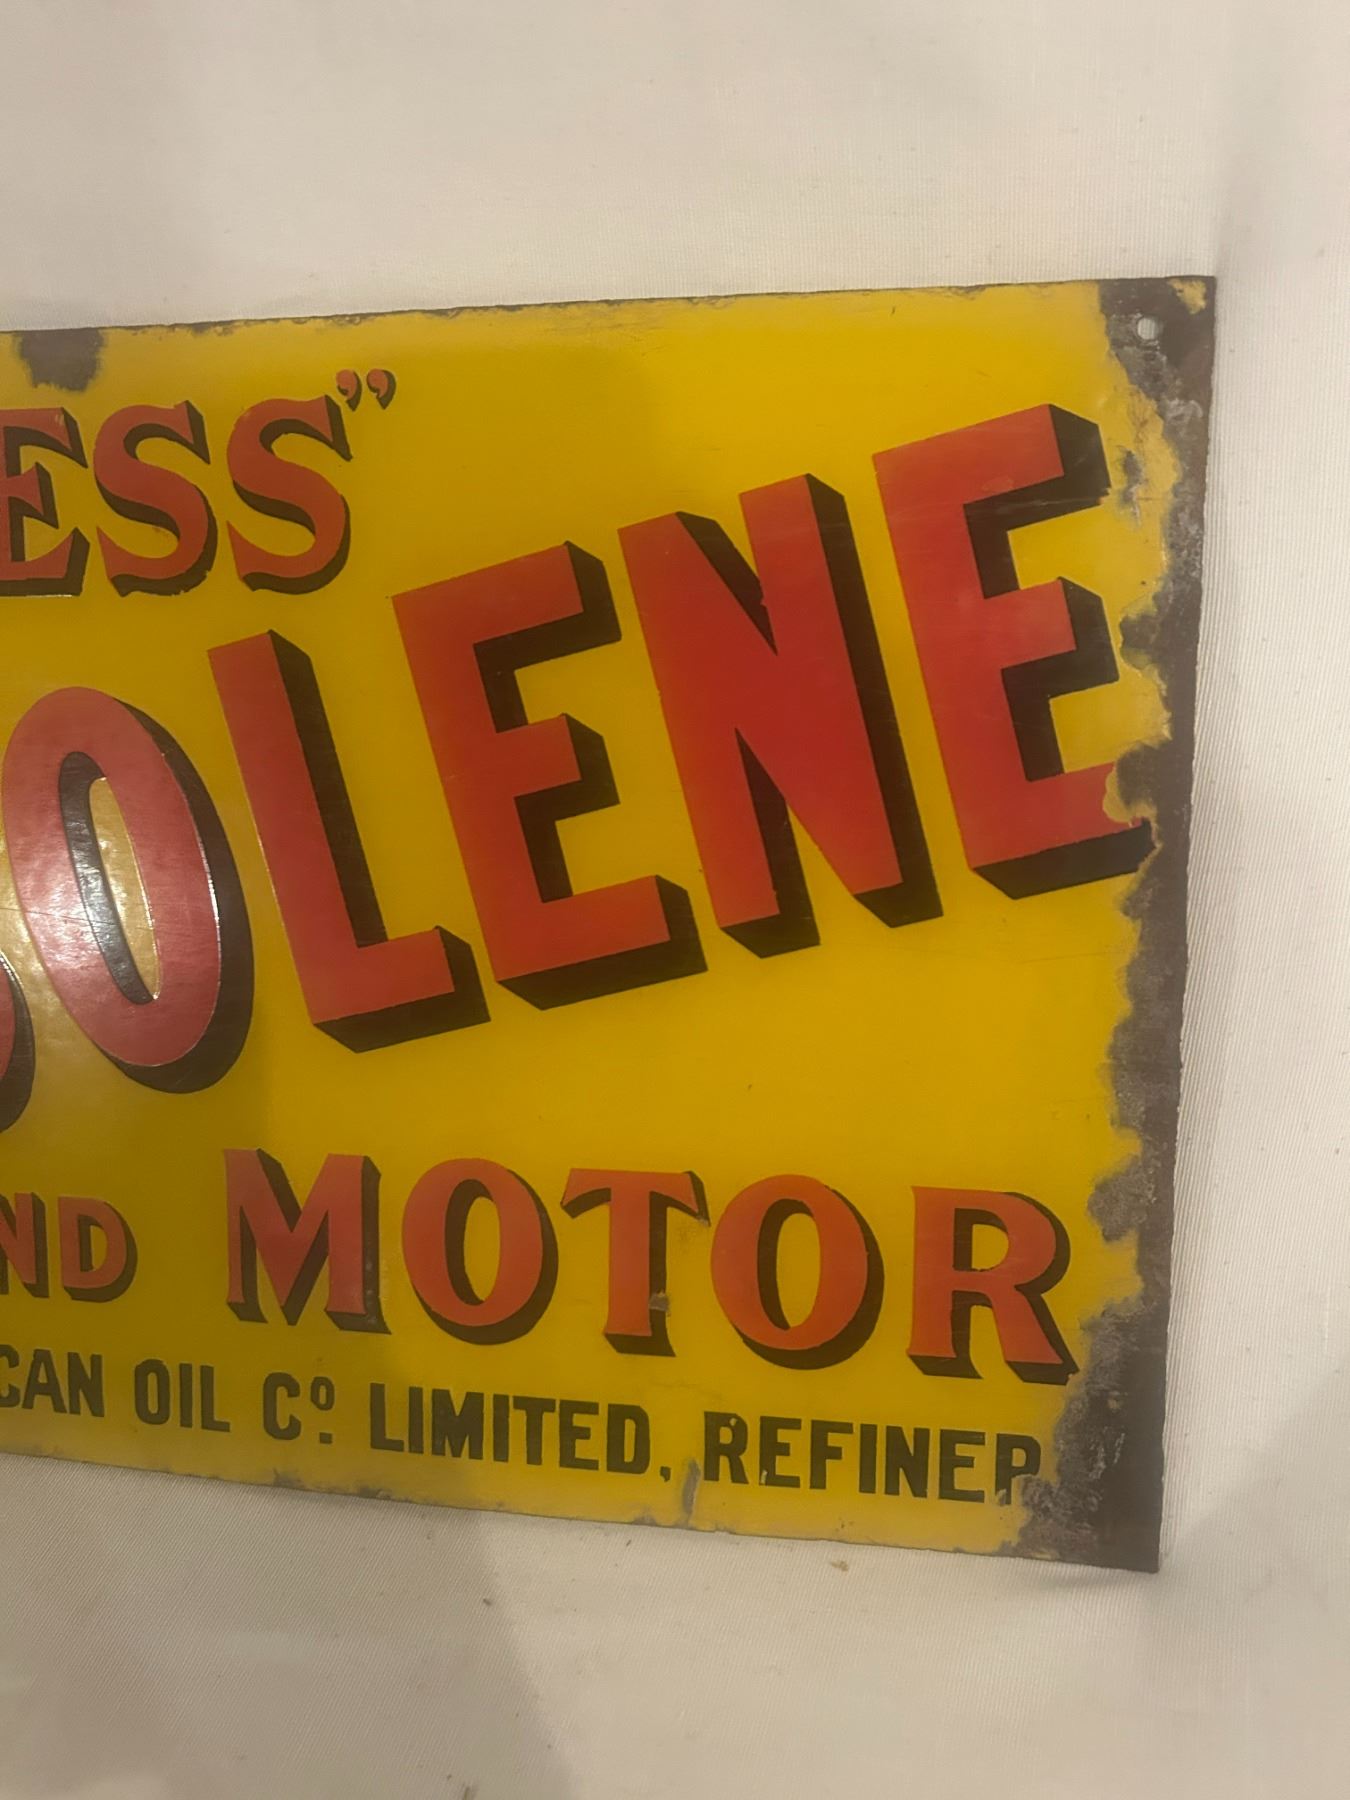 ESS”
OLENE
ND MOTOR
CAN OIL Cº. LIMITED, REFINER